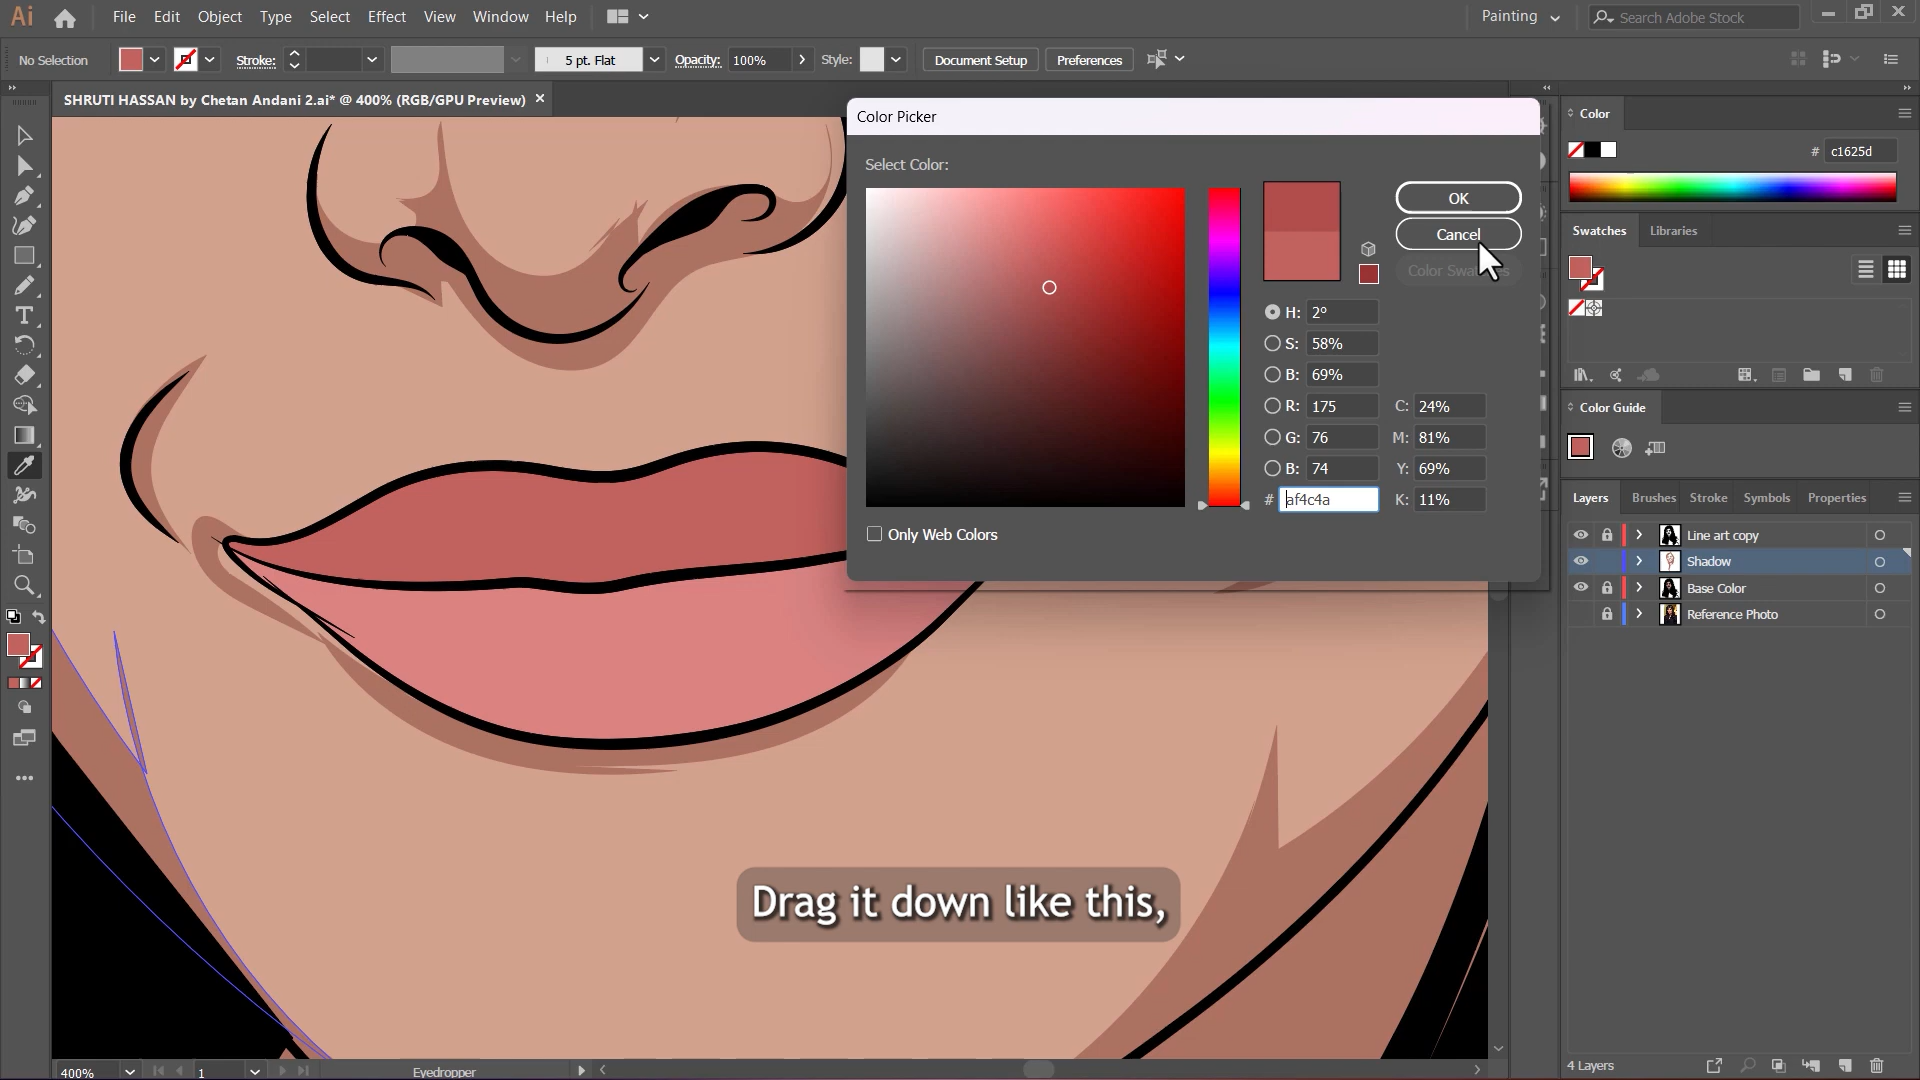 Ai File Edit Object Type Select Effect View Window Help Painting Search Adobe Stock
No Selection Stroke: 5 pt. Flat Opacity: 100% Style: Document Setup Preferences
SHRUTI HASSAN by Chetan Andani 2.ai* @ 400% (RGB/GPU Preview)
Color Picker
Select Color:
OK
Cancel
Color Swatches
H: 2°
S: 58%
B: 69%
R: 175 C: 24%
G: 76 M: 81%
B: 74 Y: 69%
# af4c4a K: 11%
Only Web Colors
Color
# c1625d
Swatches Libraries
Color Guide
Layers Brushes Stroke Symbols Properties
Line art copy
Shadow
Base Color
Reference Photo
Drag it down like this,
4 Layers
400% 1 Eyedropper